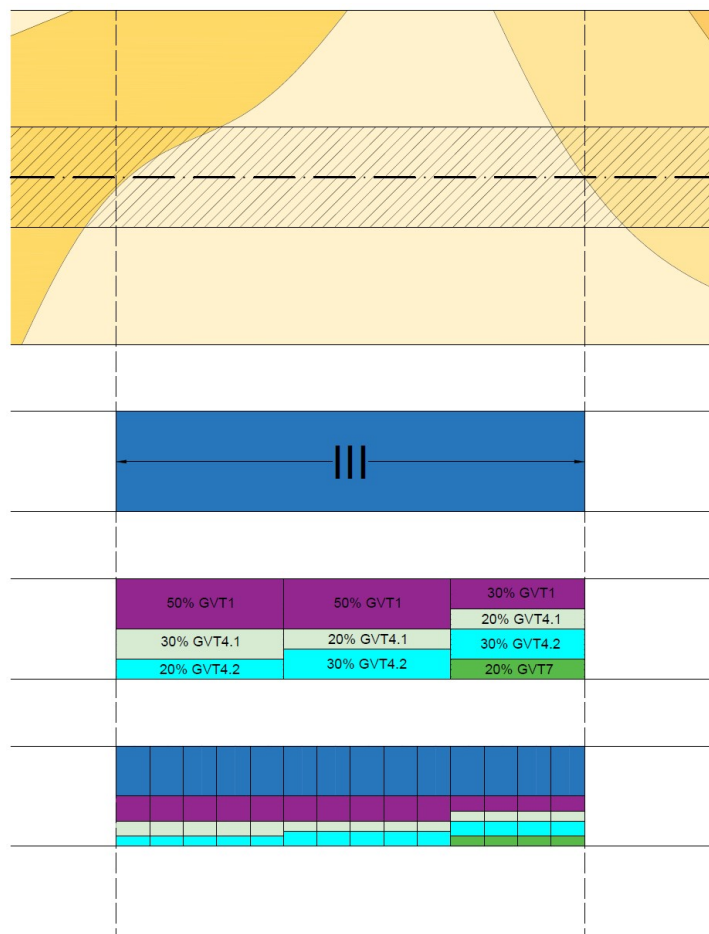 III
50% GVT1
50% GVT1
30% GVT1
20% GVT4.1
30% GVT4.1
20% GVT4.1
30% GVT4.2
20% GVT4.2
30% GVT4.2
20% GVT7